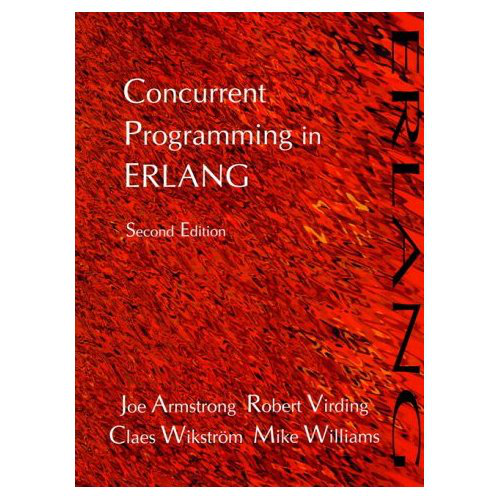 Concurrent
Programming in
ERLANG
Second Edition
Joe Armstrong Robert Virding
Claes Wikström Mike Williams
ERLANG